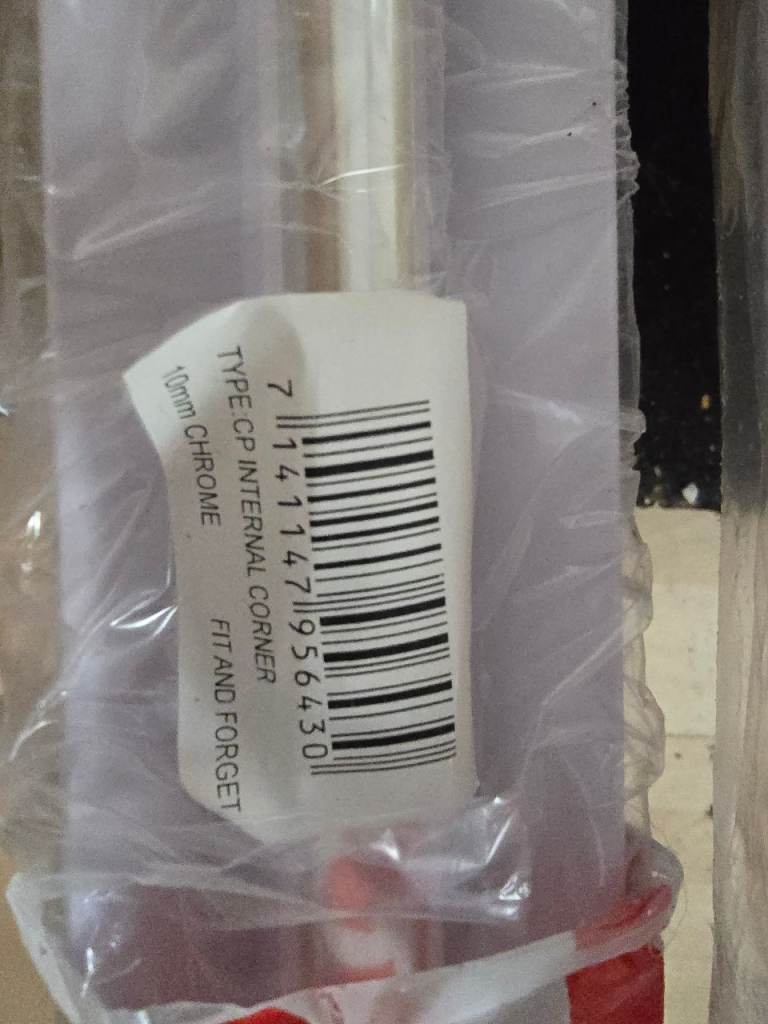 7 141147 956430
TYPE:CP INTERNAL CORNER
10mm CHROME FIT AND FORGET